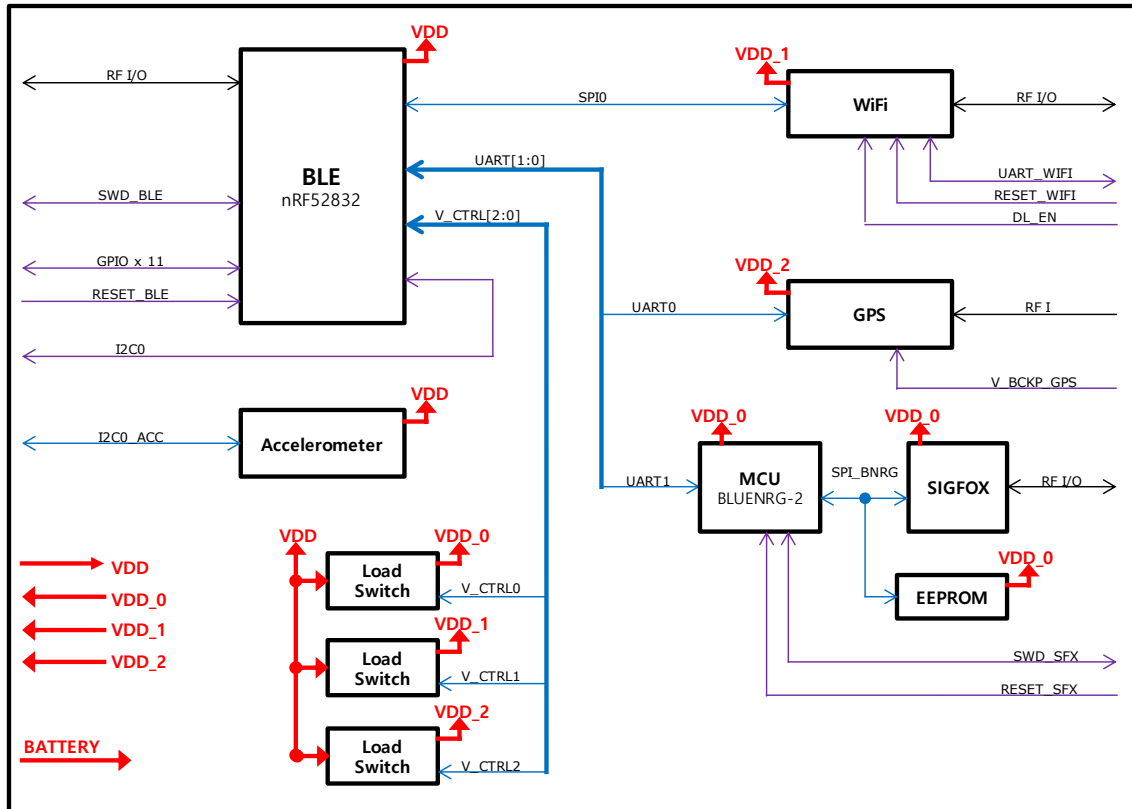 VDD
RF I/O
BLE
nRF52832
SWD_BLE
GPIO x 11
RESET_BLE
I2C0
SPI0
UART[1:0]
V_CTRL[2:0]
VDD_1
WiFi
RF I/O
UART_WIFI
RESET_WIFI
DL_EN
VDD_2
UART0
GPS
RF I
V_BCKP_GPS
VDD
I2C0_ACC
Accelerometer
VDD_0
VDD_0
UART1
MCU
BLUENRG-2
SPI_BNRG
SIGFOX
RF I/O
VDD_0
EEPROM
SWD_SFX
RESET_SFX
VDD
VDD_0
Load
Switch
V_CTRL0
VDD_1
Load
Switch
V_CTRL1
VDD_2
Load
Switch
V_CTRL2
VDD
VDD_0
VDD_1
VDD_2
BATTERY